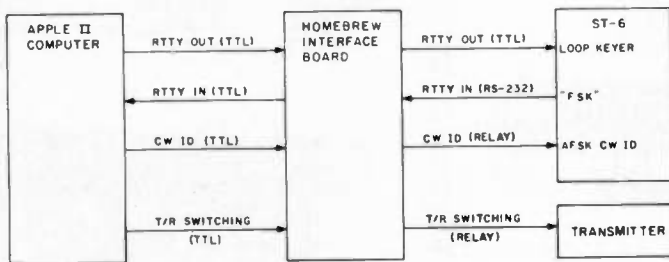 APPLE II
COMPUTER
HOMEBREW
INTERFACE
BOARD
ST-6
RTTY OUT (TTL)
RTTY OUT (TTL)
LOOP KEYER
RTTY IN (TTL)
RTTY IN (RS-232)
"FSK"
CW ID (TTL)
CW ID (RELAY)
AFSK CW ID
T/R SWITCHING
(TTL)
T/R SWITCHING
(RELAY)
TRANSMITTER